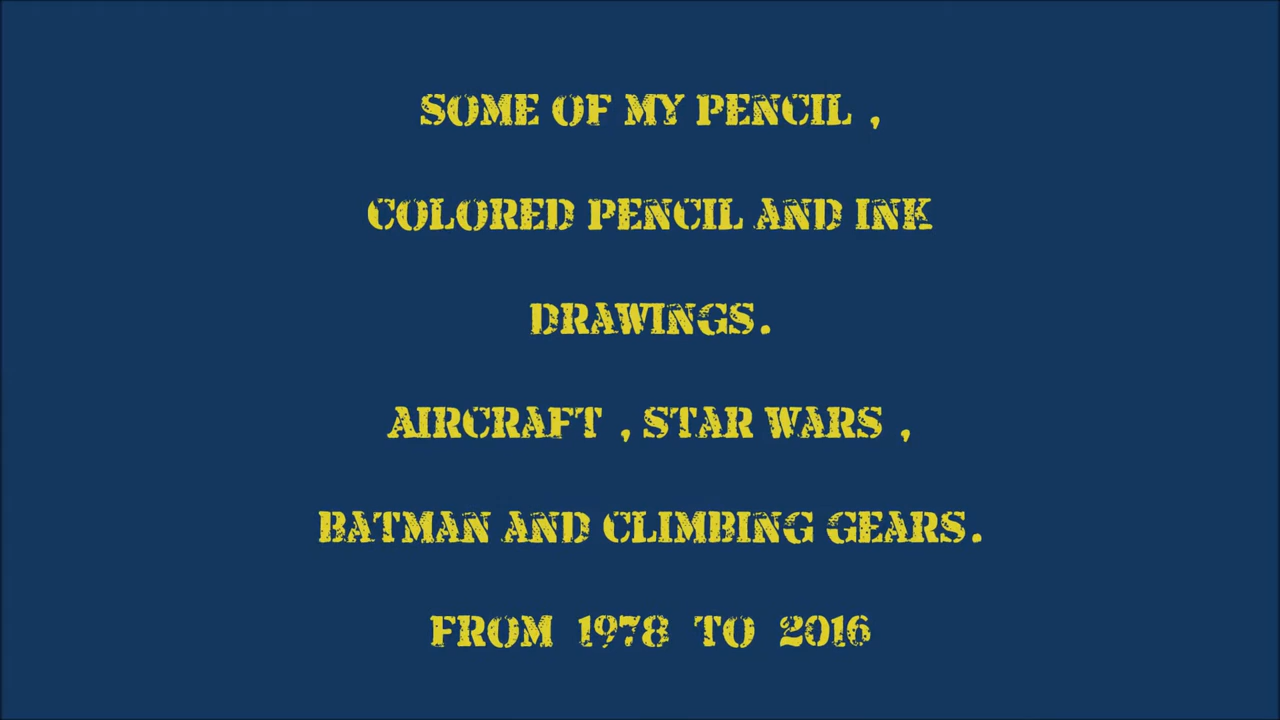 SOME OF MY PENCIL ,
COLORED PENCIL AND INK
DRAWINGS.
AIRCRAFT , STAR WARS ,
BATMAN AND CLIMBING GEARS.
FROM 1978 TO 2016